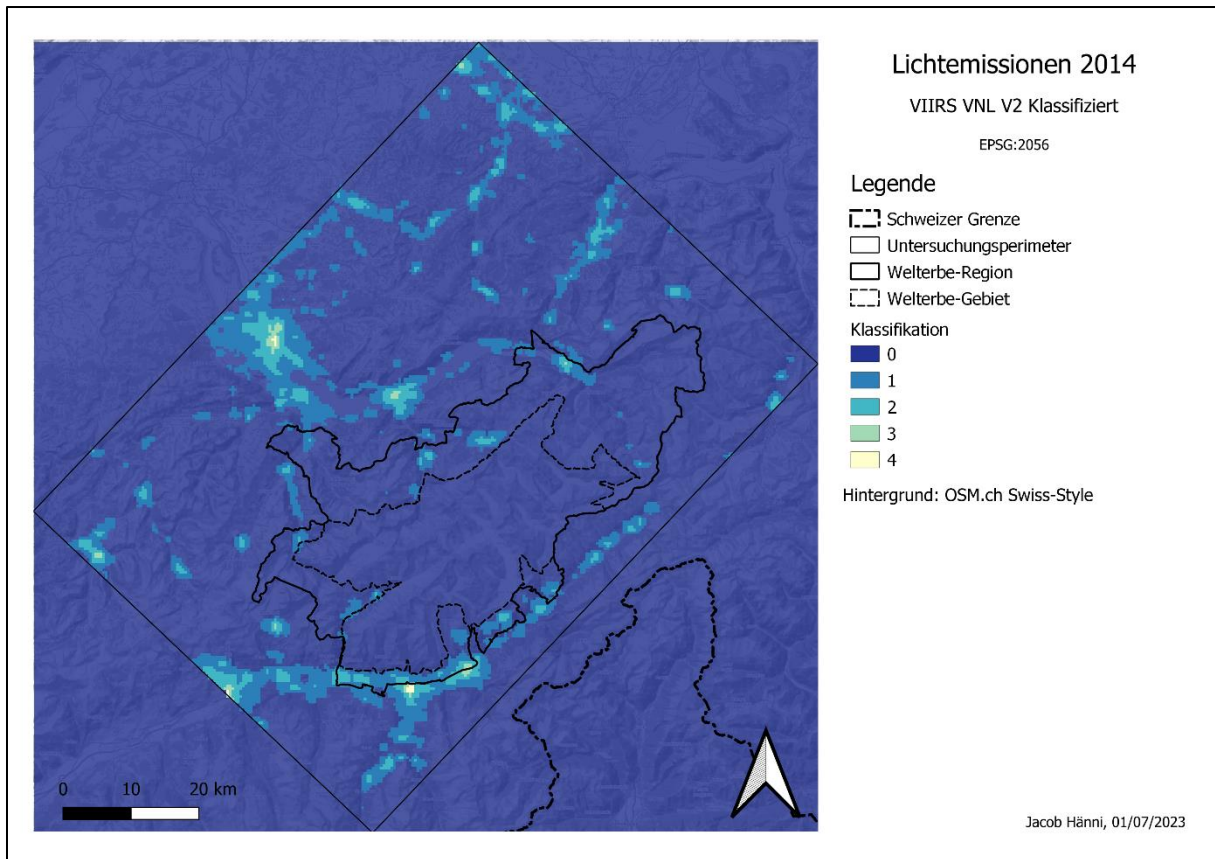 Lichtemissionen 2014
VIIRS VNL V2 Klassifiziert
EPSG:2056
Legende
Schweizer Grenze
Untersuchungsperimeter
Welterbe-Region
Welterbe-Gebiet
Klassifikation
0
1
2
3
4
Hintergrund: OSM.ch Swiss-Style
0 10 20 km
Jacob Hänni, 01/07/2023